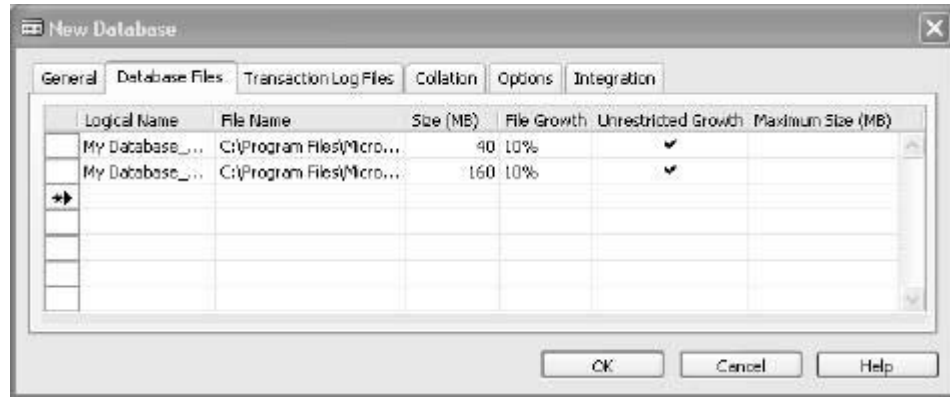 New Database
General Database Files Transaction Log Files Collation Options Integration
Logical Name File Name Size (MB) File Growth Unrestricted Growth Maximum Size (MB)
My Database_... C:\Program Files\Micro... 40 10% ✔
My Database_... C:\Program Files\Micro... 160 10% ✔
OK Cancel Help